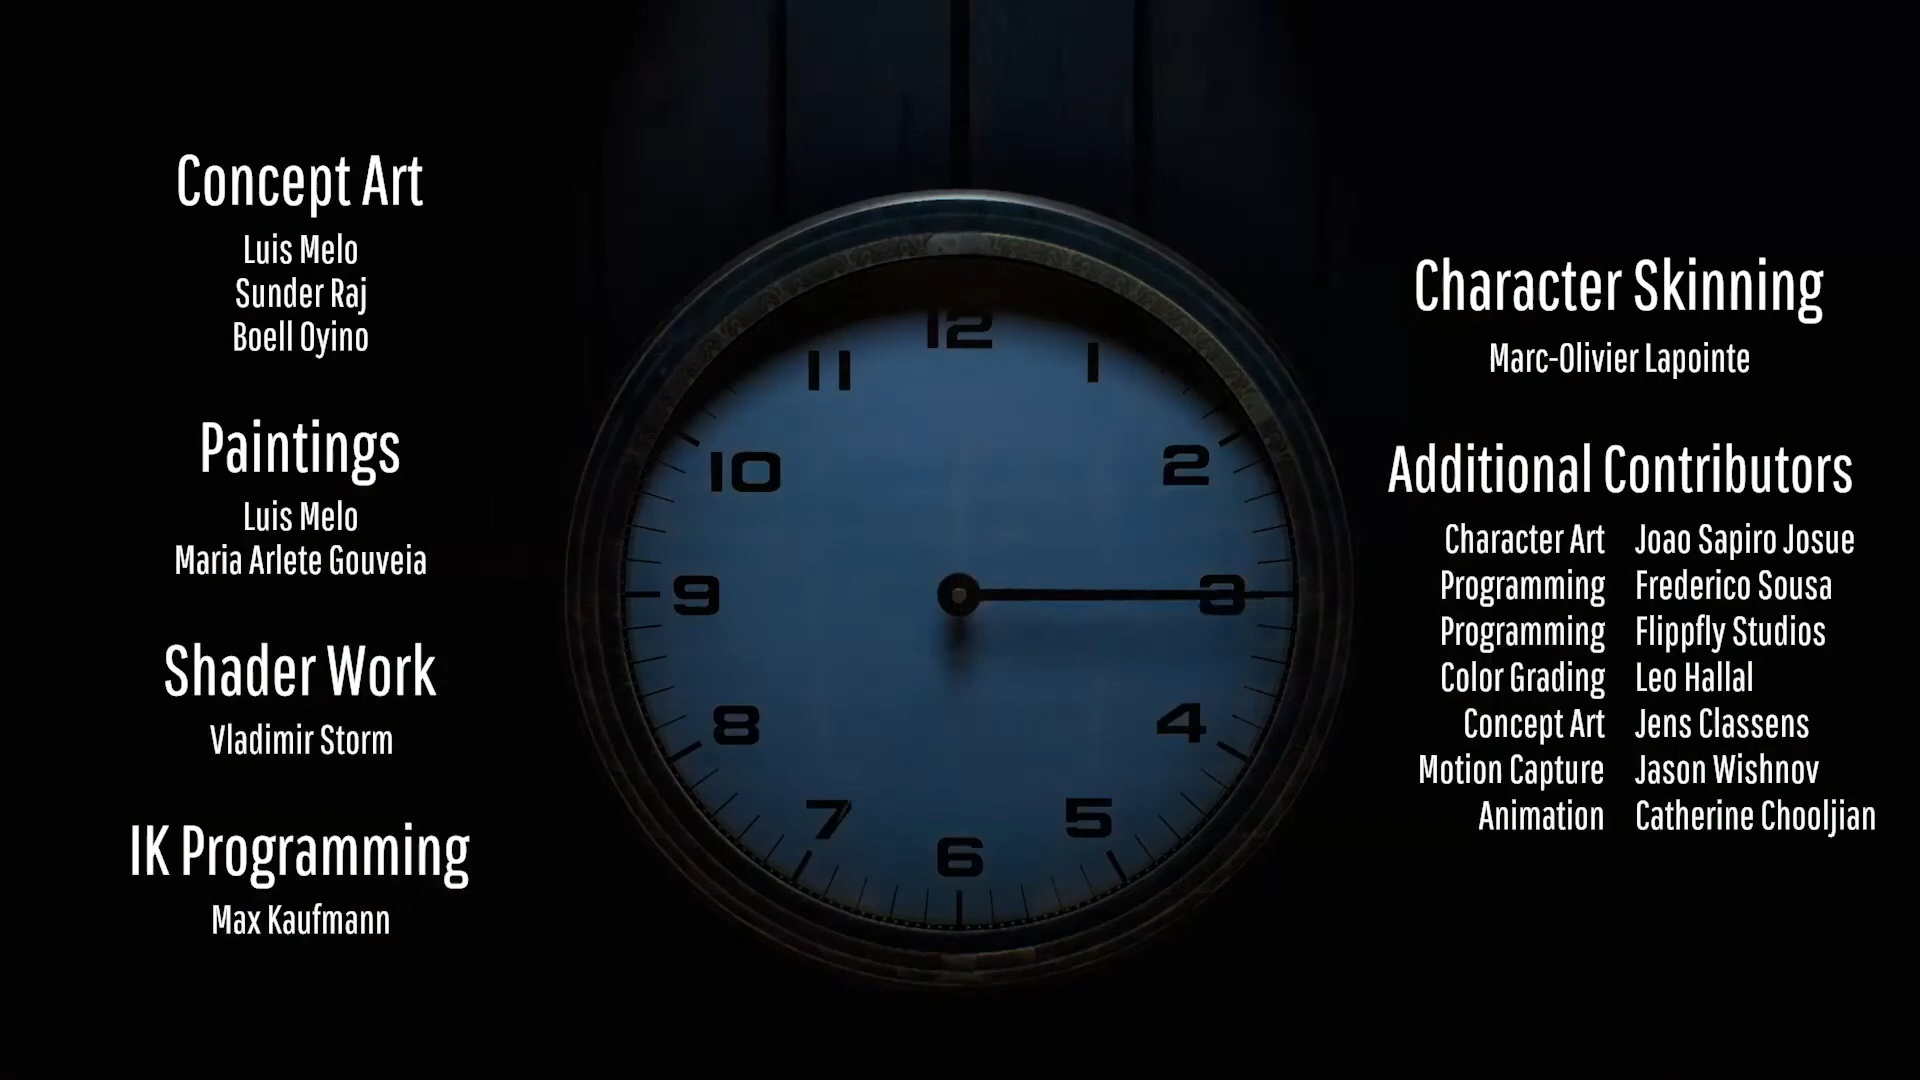 Concept Art
Luis Melo
Sunder Raj
Boell Oyino
Paintings
Luis Melo
Maria Arlete Gouveia
Shader Work
Vladimir Storm
IK Programming
Max Kaufmann
12
1
2
3
4
5
6
7
8
9
10
11
Character Skinning
Marc-Olivier Lapointe
Additional Contributors
Character Art Joao Sapiro Josue
Programming Frederico Sousa
Programming Flippfly Studios
Color Grading Leo Hallal
Concept Art Jens Classens
Motion Capture Jason Wishnov
Animation Catherine Chooljian